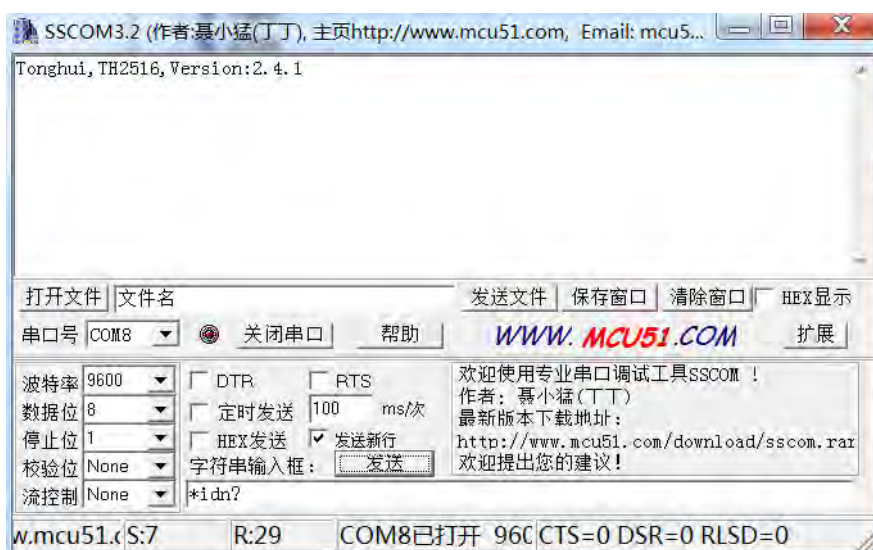 SSCOM3.2 (作者:聂小猛(丁丁), 主页http://www.mcu51.com, Email: mcu5...
Tonghui,TH2516,Version:2.4.1
打开文件 文件名 发送文件 保存窗口 清除窗口 HEX显示
串口号 COM8 关闭串口 帮助 WWW.MCU51.COM 扩展
波特率 9600 DTR RTS
数据位 8 定时发送 100 ms/次
停止位 1 HEX发送 发送新行
校验位 None 字符串输入框: 发送
流控制 None *idn?
欢迎使用专业串口调试工具SSCOM !
作者: 聂小猛(丁丁)
最新版本下载地址:
http://www.mcu51.com/download/sscom.rar
欢迎提出您的建议!
w.mcu51.c S:7 R:29 COM8已打开 960 CTS=0 DSR=0 RLSD=0